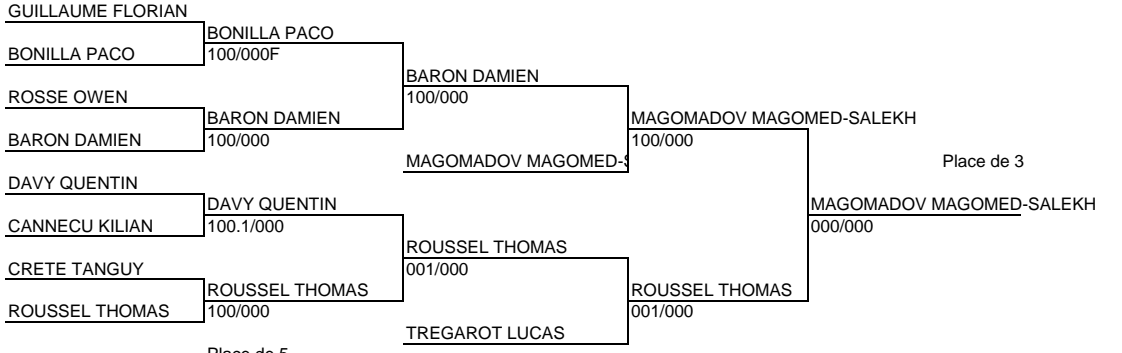 GUILLAUME FLORIAN
BONILLA PACO
BONILLA PACO
100/000F
BARON DAMIEN
ROSSE OWEN
100/000
BARON DAMIEN
MAGOMADOV MAGOMED-SALEKH
BARON DAMIEN
100/000
100/000
MAGOMADOV MAGOMED-S
Place de 3
DAVY QUENTIN
DAVY QUENTIN
MAGOMADOV MAGOMED-SALEKH
CANNECU KILIAN
100.1/000
000/000
ROUSSEL THOMAS
CRETE TANGUY
001/000
ROUSSEL THOMAS
ROUSSEL THOMAS
ROUSSEL THOMAS
100/000
001/000
TREGAROT LUCAS
Place de 5